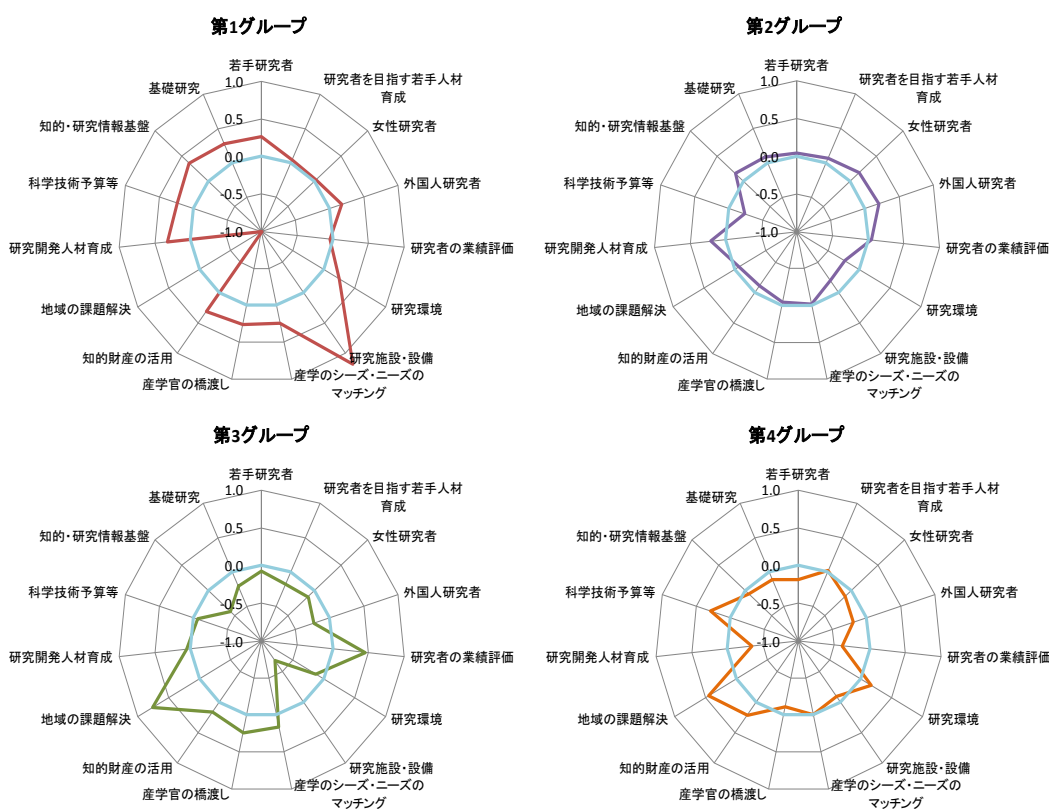 第1グループ
若手研究者
研究者を目指す若手人材
育成
女性研究者
外国人研究者
研究者の業績評価
研究環境
研究施設・設備
産学のシーズ・ニーズの
マッチング
産学官の橋渡し
知的財産の活用
地域の課題解決
研究開発人材育成
科学技術予算等
知的・研究情報基盤
基礎研究
1.0
0.5
0.0
-0.5
-1.0
第2グループ
若手研究者
研究者を目指す若手人材
育成
女性研究者
外国人研究者
研究者の業績評価
研究環境
研究施設・設備
産学のシーズ・ニーズの
マッチング
産学官の橋渡し
知的財産の活用
地域の課題解決
研究開発人材育成
科学技術予算等
知的・研究情報基盤
基礎研究
1.0
0.5
0.0
-0.5
-1.0
第3グループ
若手研究者
研究者を目指す若手人材
育成
女性研究者
外国人研究者
研究者の業績評価
研究環境
研究施設・設備
産学のシーズ・ニーズの
マッチング
産学官の橋渡し
知的財産の活用
地域の課題解決
研究開発人材育成
科学技術予算等
知的・研究情報基盤
基礎研究
1.0
0.5
0.0
-0.5
-1.0
第4グループ
若手研究者
研究者を目指す若手人材
育成
女性研究者
外国人研究者
研究者の業績評価
研究環境
研究施設・設備
産学のシーズ・ニーズの
マッチング
産学官の橋渡し
知的財産の活用
地域の課題解決
研究開発人材育成
科学技術予算等
知的・研究情報基盤
基礎研究
1.0
0.5
0.0
-0.5
-1.0